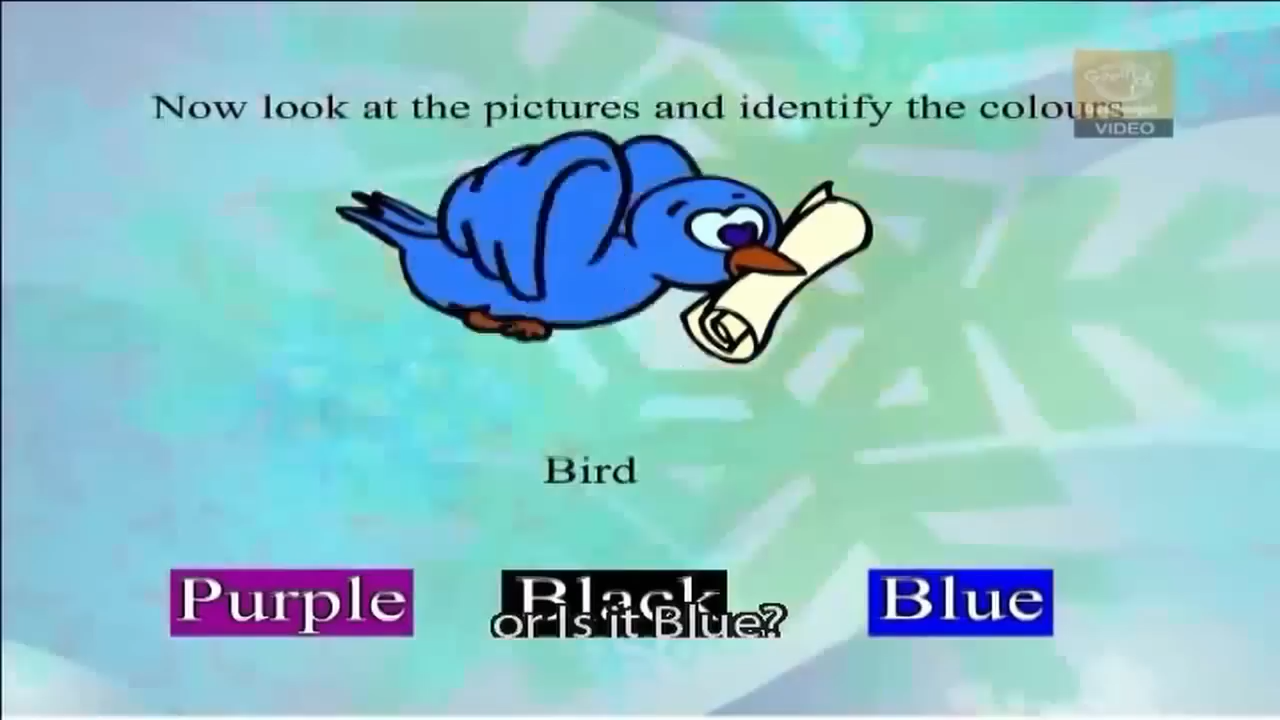 Now look at the pictures and identify the colours
VIDEO
Bird
Purple
Black
Blue
or Is it Blue?